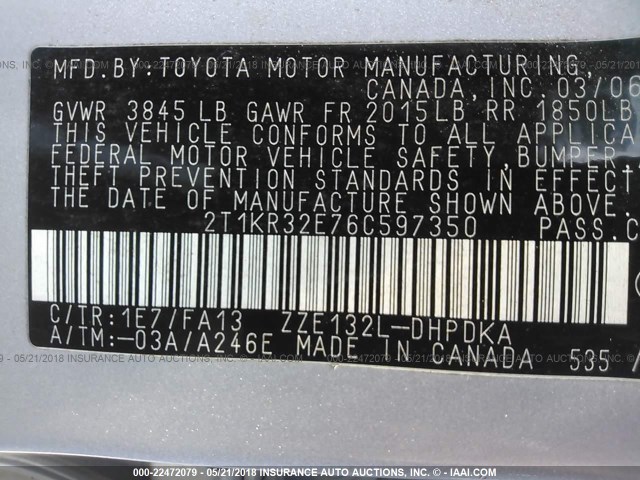 MFD.BY:TOYOTA MOTOR MANUFACTURING,
CANADA,INC.03/06
GVWR 3845LB GAWR FR 2015LB RR 1850LB
THIS VEHICLE CONFORMS TO ALL APPLICA
FEDERAL MOTOR VEHICLE SAFETY,BUMPER,
THEFT PREVENTION STANDARDS IN EFFECT
THE DATE OF MANUFACTURE SHOWN ABOVE.
2T1KR32E76C597350 PASS.C
C/TR:1E7/FA13 ZZE132L-DHPDKA
A/TM:-03A/A246E MADE IN CANADA 535 /
000-22472079 - 05/21/2018 INSURANCE AUTO AUCTIONS, INC. © - IAAI.COM